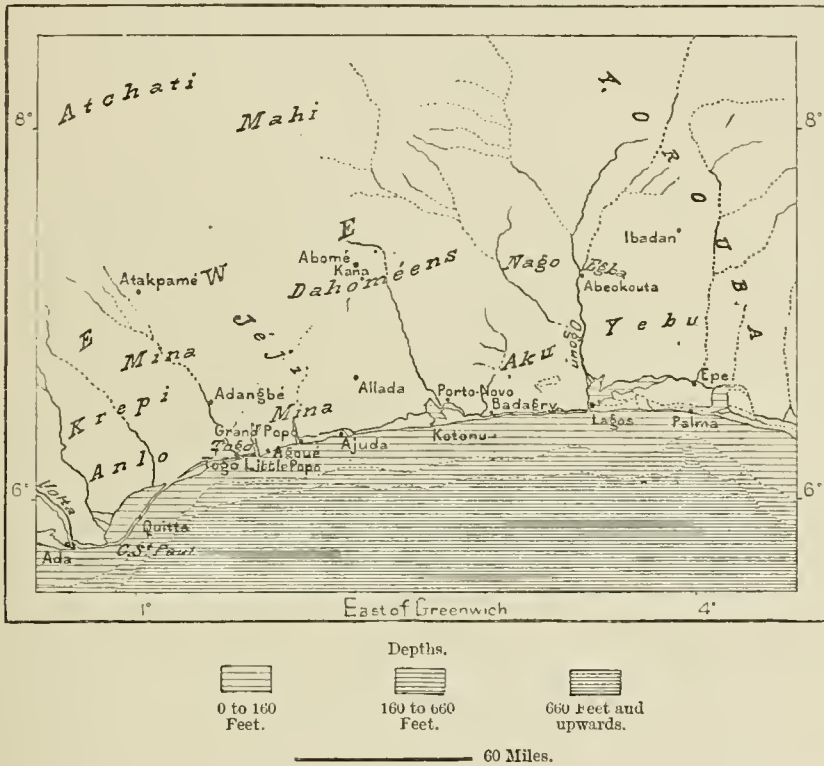 Atchati
Mahi
A.
O R O U B. A
8°
8°
Ibadan
E W E
Abomé
Kana
Dahoméens
Nago
Egba
Abeokouta
Atakpamé
Jéji
Ogun
Yebu
Mina
Aku
Krepi
Adangbé
Mina
Allada
Porto-Novo
Epe
Badagry
Anlo
Grand Popo
Togo
Agoué
Ajuda
Kotonu
Lagos
Palma
Togo Little Popo
6°
6°
Volta
Quitta
C. St Paul
Ada
1°
East of Greenwich
4°
Depths.
0 to 160
Feet.
160 to 660
Feet.
660 Feet and
upwards.
60 Miles.